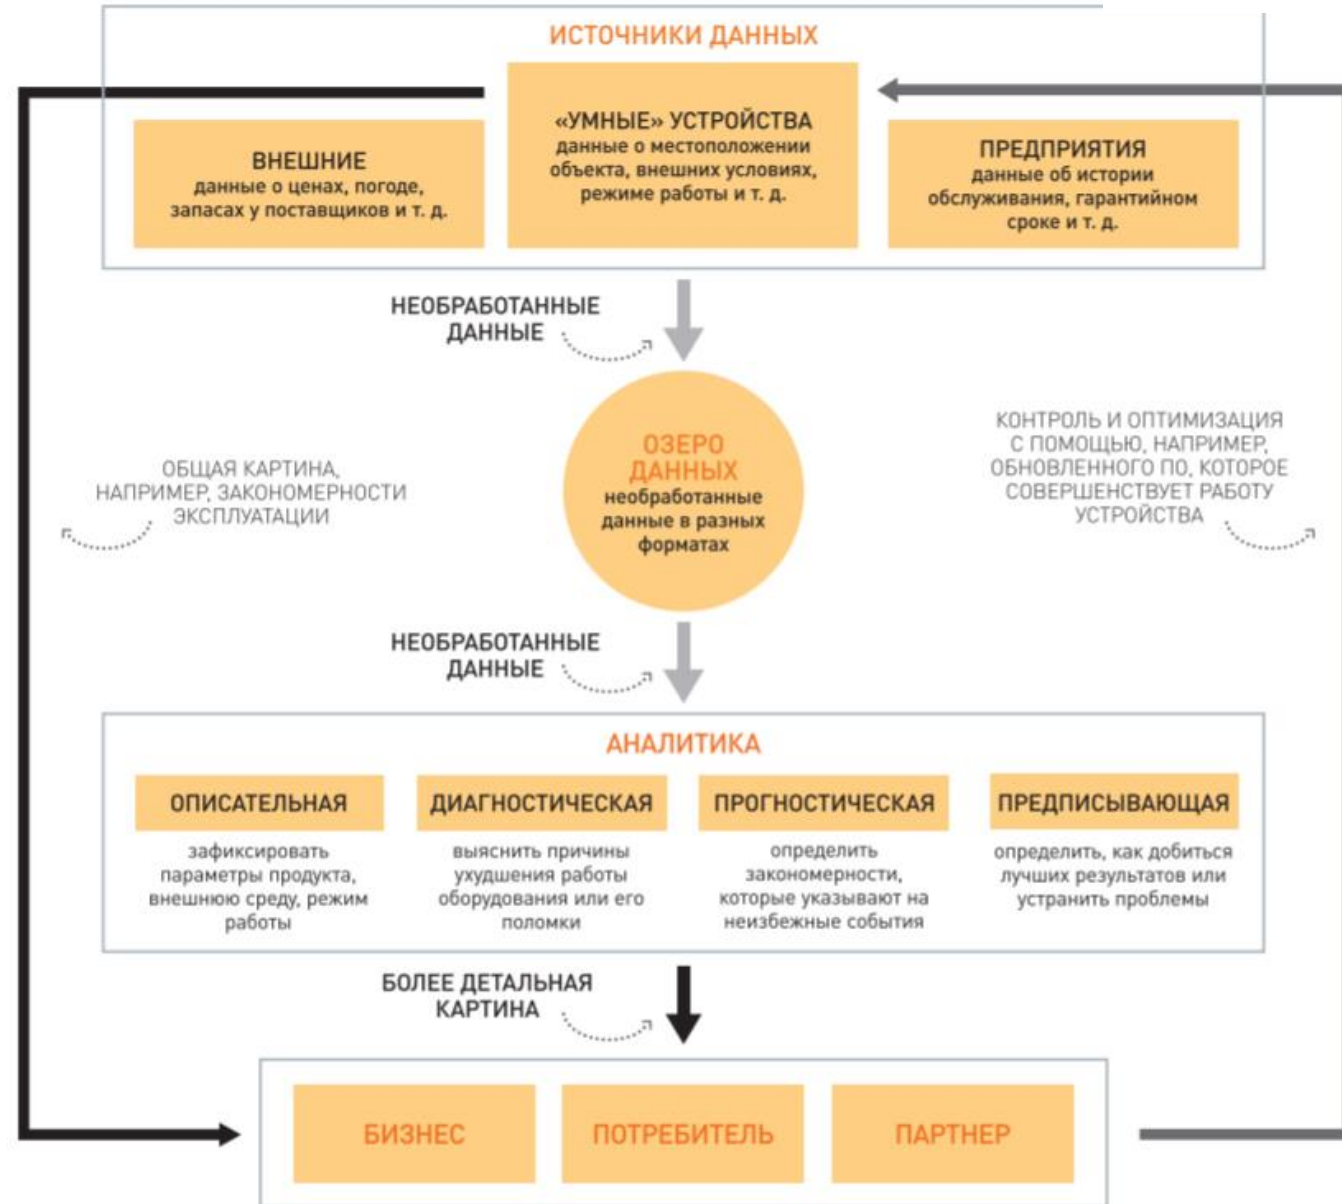 ИСТОЧНИКИ ДАННЫХ
ВНЕШНИЕ
данные о ценах, погоде,
запасах у поставщиков и т. д.
«УМНЫЕ» УСТРОЙСТВА
данные о местоположении
объекта, внешних условиях,
режиме работы и т. д.
ПРЕДПРИЯТИЯ
данные об истории
обслуживания, гарантийном
сроке и т. д.
НЕОБРАБОТАННЫЕ
ДАННЫЕ
ОЗЕРО
ДАННЫХ
необработанные
данные в разных
форматах
ОБЩАЯ КАРТИНА,
НАПРИМЕР, ЗАКОНОМЕРНОСТИ
ЭКСПЛУАТАЦИИ
КОНТРОЛЬ И ОПТИМИЗАЦИЯ
С ПОМОЩЬЮ, НАПРИМЕР,
ОБНОВЛЕННОГО ПО, КОТОРОЕ
СОВЕРШЕНСТВУЕТ РАБОТУ
УСТРОЙСТВА
НЕОБРАБОТАННЫЕ
ДАННЫЕ
АНАЛИТИКА
ОПИСАТЕЛЬНАЯ
зафиксировать
параметры продукта,
внешнюю среду, режим
работы
ДИАГНОСТИЧЕСКАЯ
выяснить причины
ухудшения работы
оборудования или его
поломки
ПРОГНОСТИЧЕСКАЯ
определить
закономерности,
которые указывают на
неизбежные события
ПРЕДПИСЫВАЮЩАЯ
определить, как добиться
лучших результатов или
устранить проблемы
БОЛЕЕ ДЕТАЛЬНАЯ
КАРТИНА
БИЗНЕС
ПОТРЕБИТЕЛЬ
ПАРТНЕР